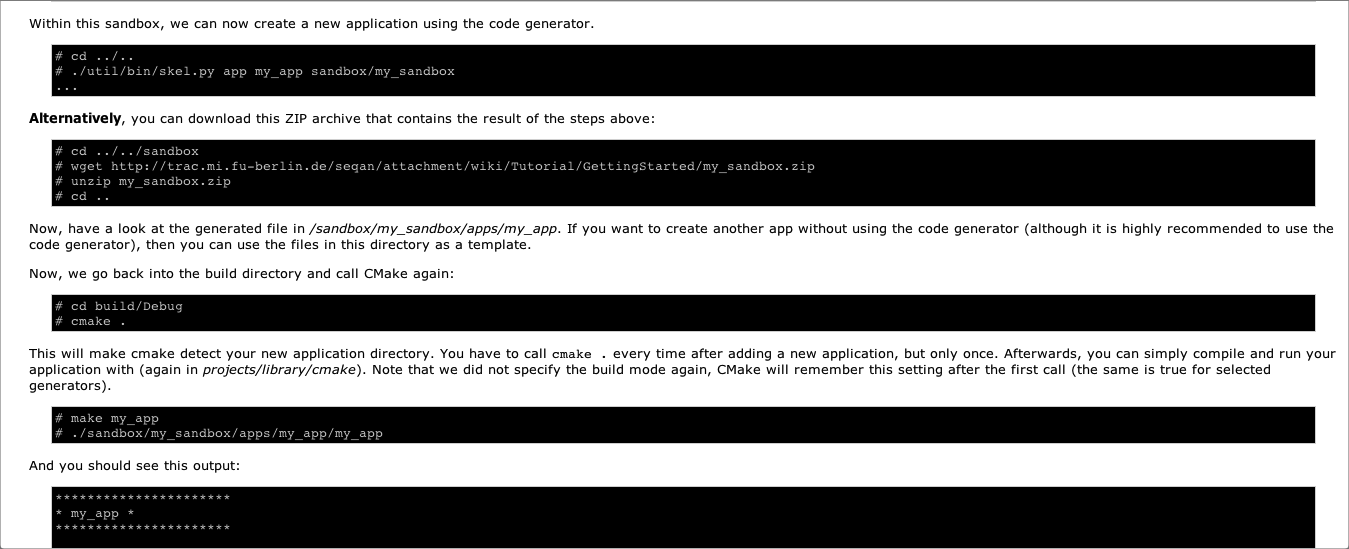 Within this sandbox, we can now create a new application using the code generator.
# cd ../..
# ./util/bin/skel.py app my_app sandbox/my_sandbox
...
Alternatively, you can download this ZIP archive that contains the result of the steps above:
# cd ../../sandbox
# wget http://trac.mi.fu-berlin.de/seqan/attachment/wiki/Tutorial/GettingStarted/my_sandbox.zip
# unzip my_sandbox.zip
# cd ..
Now, have a look at the generated file in /sandbox/my_sandbox/apps/my_app. If you want to create another app without using the code generator (although it is highly recommended to use the
code generator), then you can use the files in this directory as a template.
Now, we go back into the build directory and call CMake again:
# cd build/Debug
# cmake .
This will make cmake detect your new application directory. You have to call cmake . every time after adding a new application, but only once. Afterwards, you can simply compile and run your
application with (again in projects/library/cmake). Note that we did not specify the build mode again, CMake will remember this setting after the first call (the same is true for selected
generators).
# make my_app
# ./sandbox/my_sandbox/apps/my_app/my_app
And you should see this output:
**********************
* my_app *
**********************